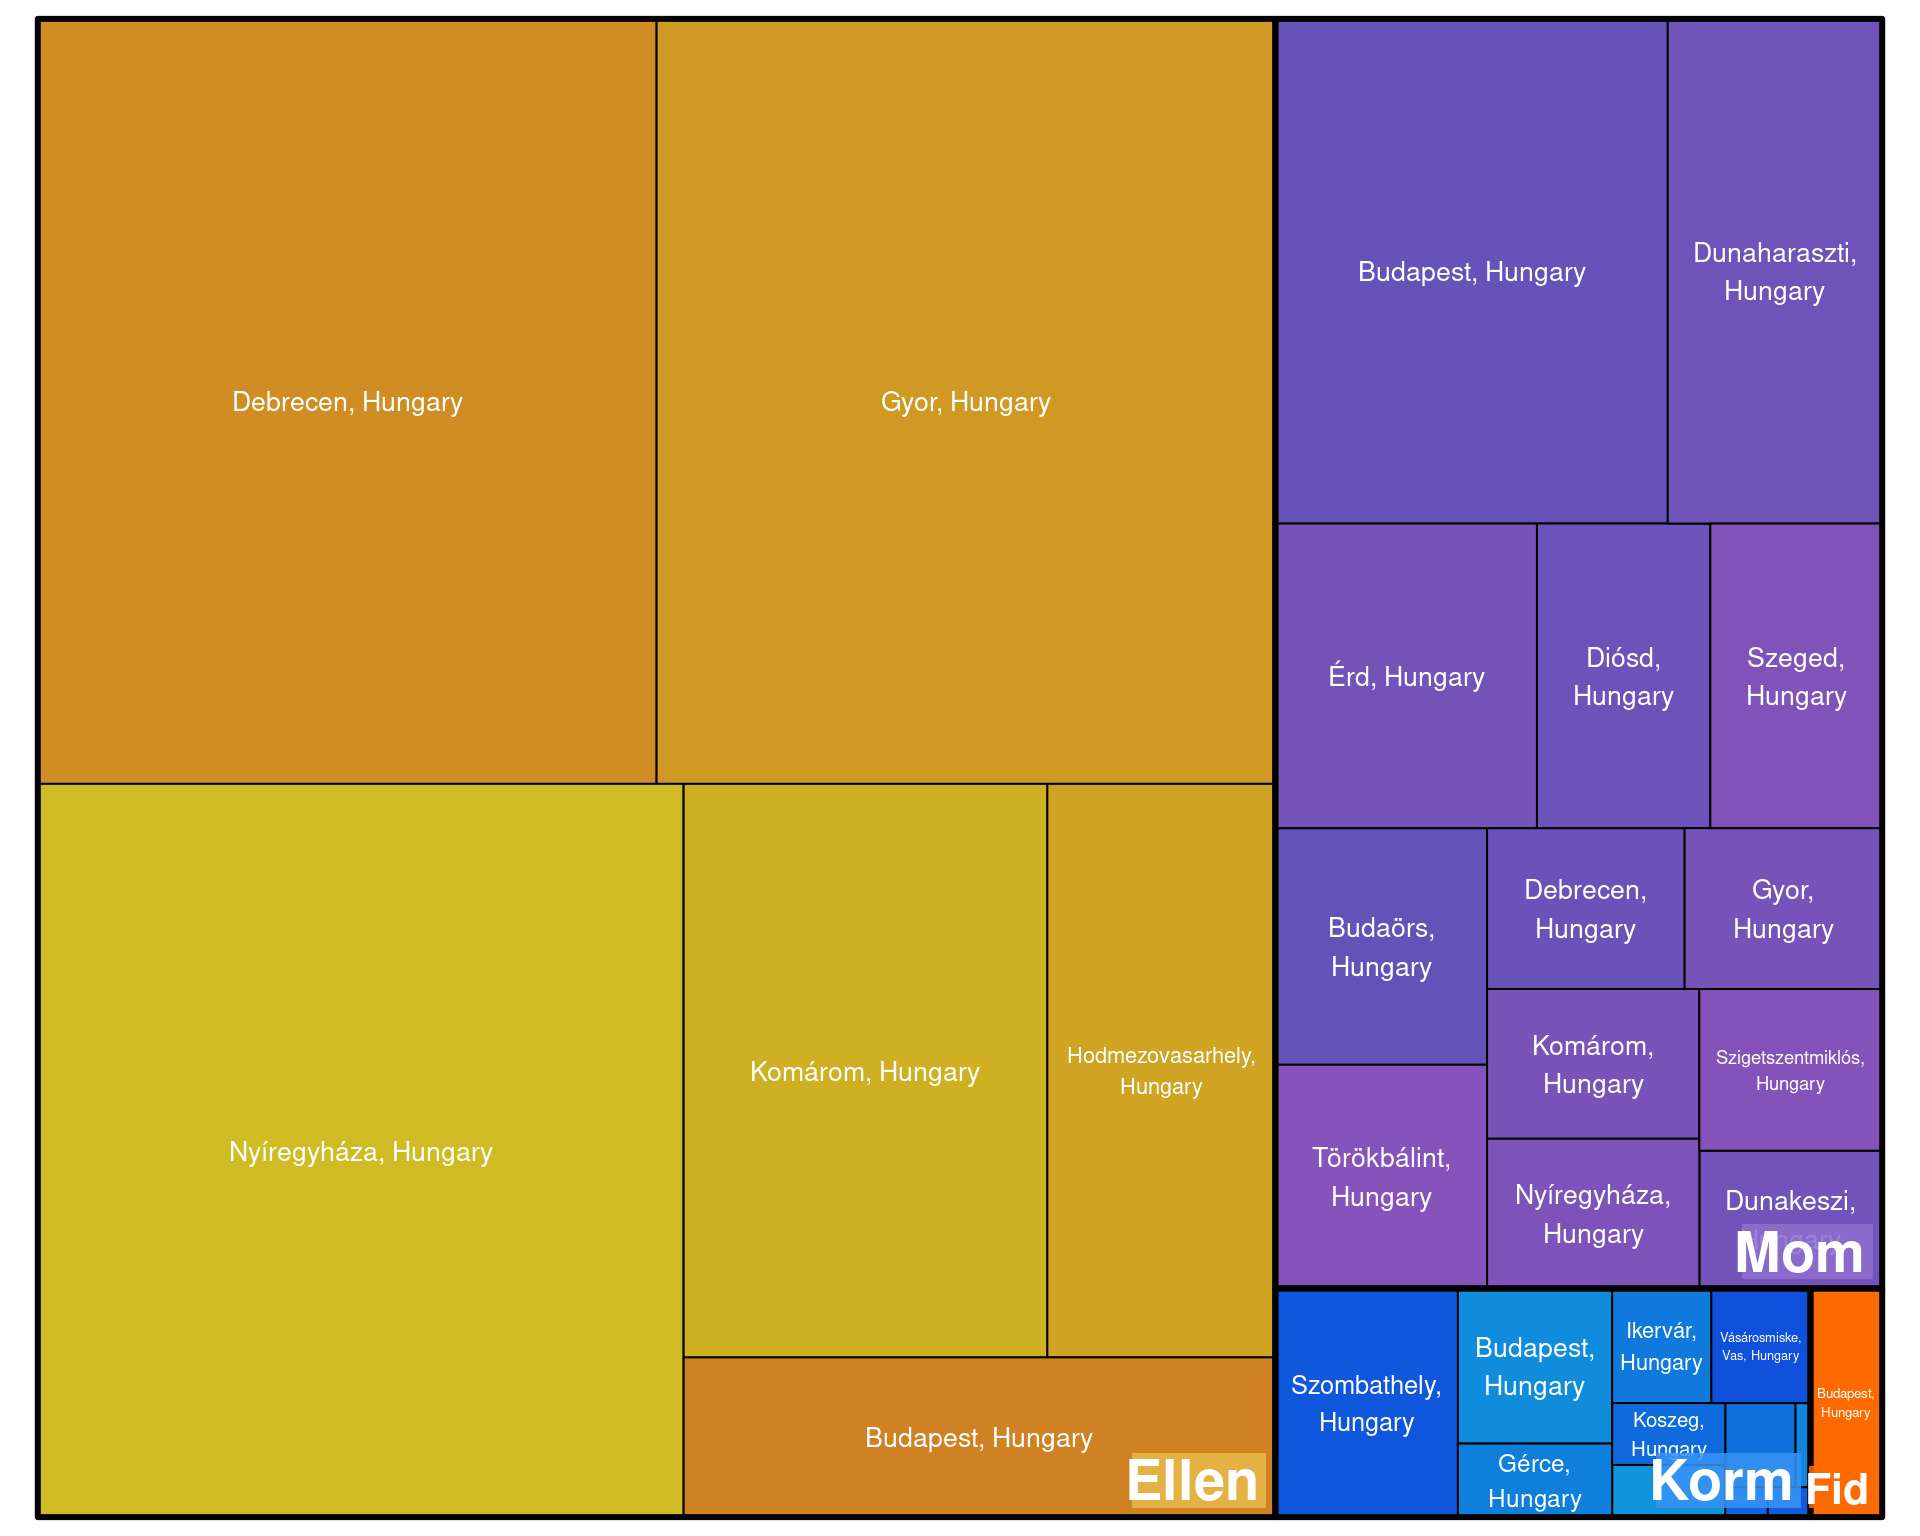 Debrecen, Hungary
Gyor, Hungary
Nyíregyháza, Hungary
Komárom, Hungary
Hodmezovasarhely,
Hungary
Budapest, Hungary
Ellen
Budapest, Hungary
Dunaharaszti,
Hungary
Érd, Hungary
Diósd,
Hungary
Szeged,
Hungary
Budaörs,
Hungary
Debrecen,
Hungary
Gyor,
Hungary
Komárom,
Hungary
Szigetszentmiklós,
Hungary
Törökbálint,
Hungary
Nyíregyháza,
Hungary
Dunakeszi,
Hungary
Mom
Szombathely,
Hungary
Budapest,
Hungary
Gérce,
Hungary
Ikervár,
Hungary
Vásárosmiske,
Vas, Hungary
Koszeg,
Hungary
Korm
Budapest,
Hungary
Fid